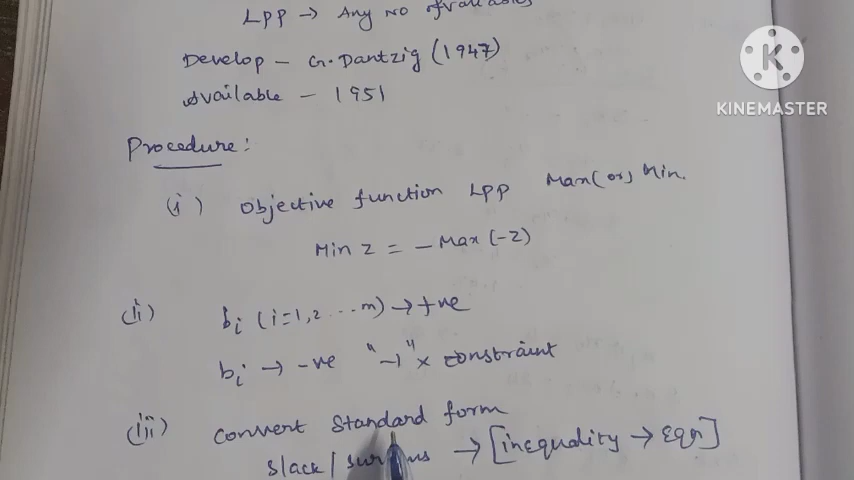 LPP → Any No of variables
Develop - G. Dantzig (1947)
Available - 1951
KINEMASTER
Procedure:
(i) Objective function LPP Max (or) Min.
Min Z = - Max (-Z)
(ii) bi (i=1,2 ... m) → +ve
bi → -ve "-1" x constraint
(iii) convert standard form
slack / → [inequality → Eqn]